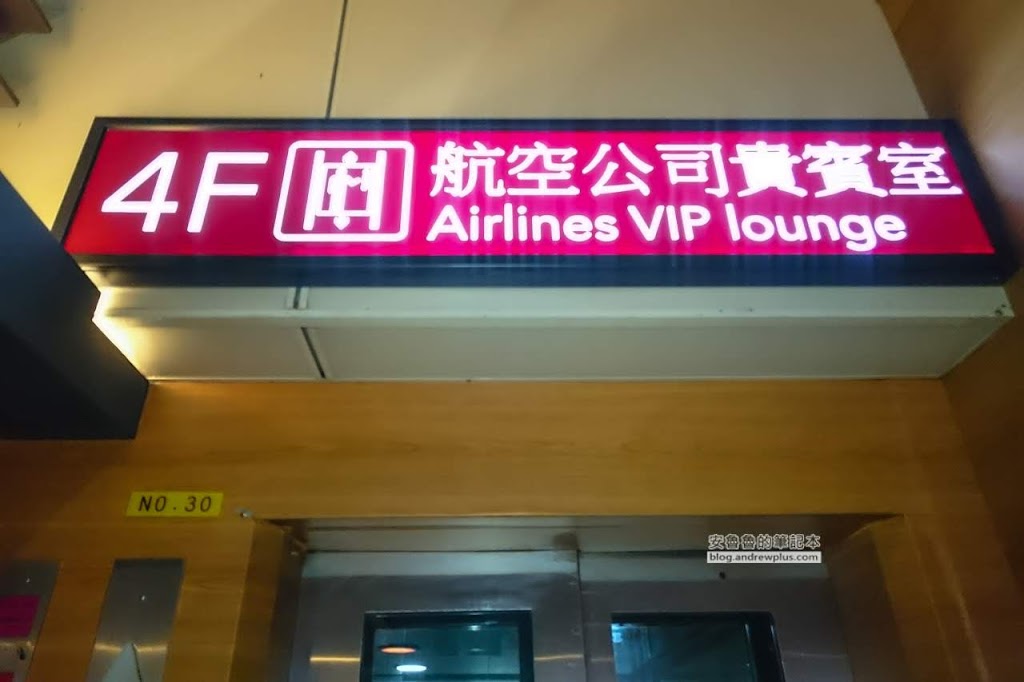 4F 航空公司貴賓室
Airlines VIP lounge
NO.30
安魯魯的筆記本
blog.andrewplus.com